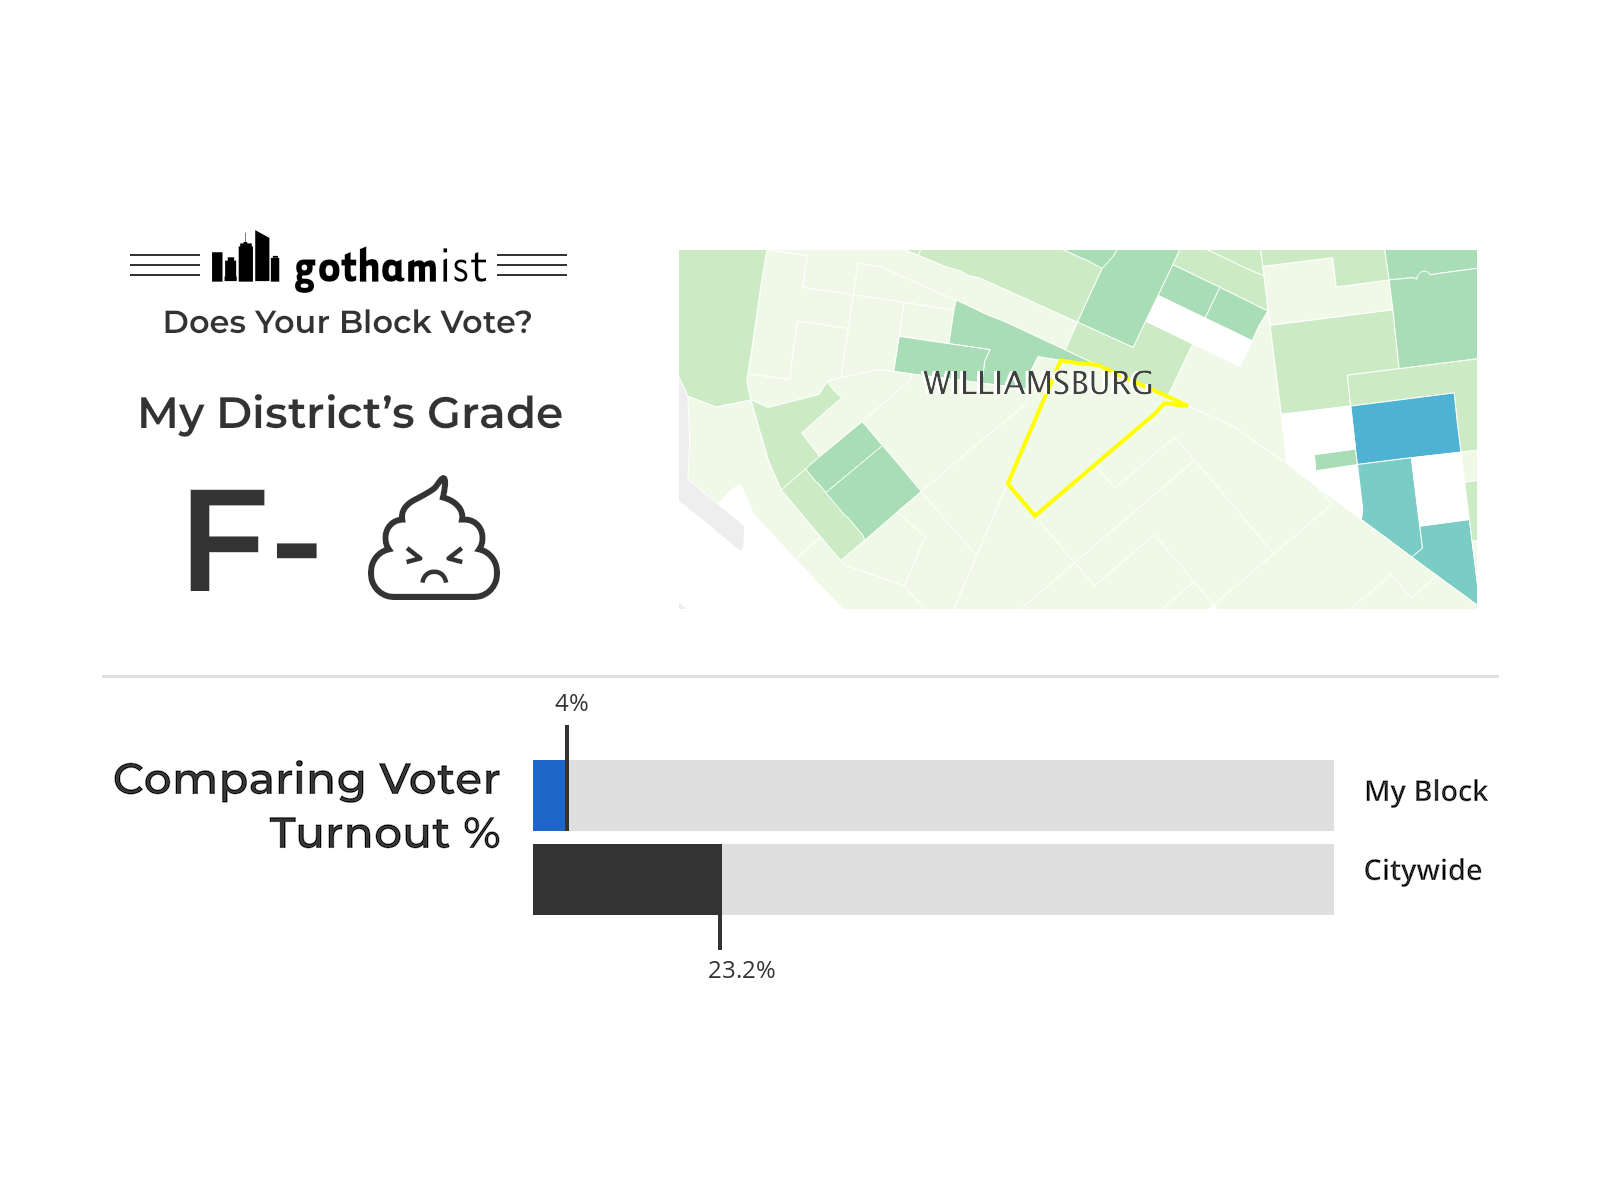 gothamist
Does Your Block Vote?
My District’s Grade
F-
WILLIAMSBURG
4%
Comparing Voter
Turnout %
My Block
Citywide
23.2%